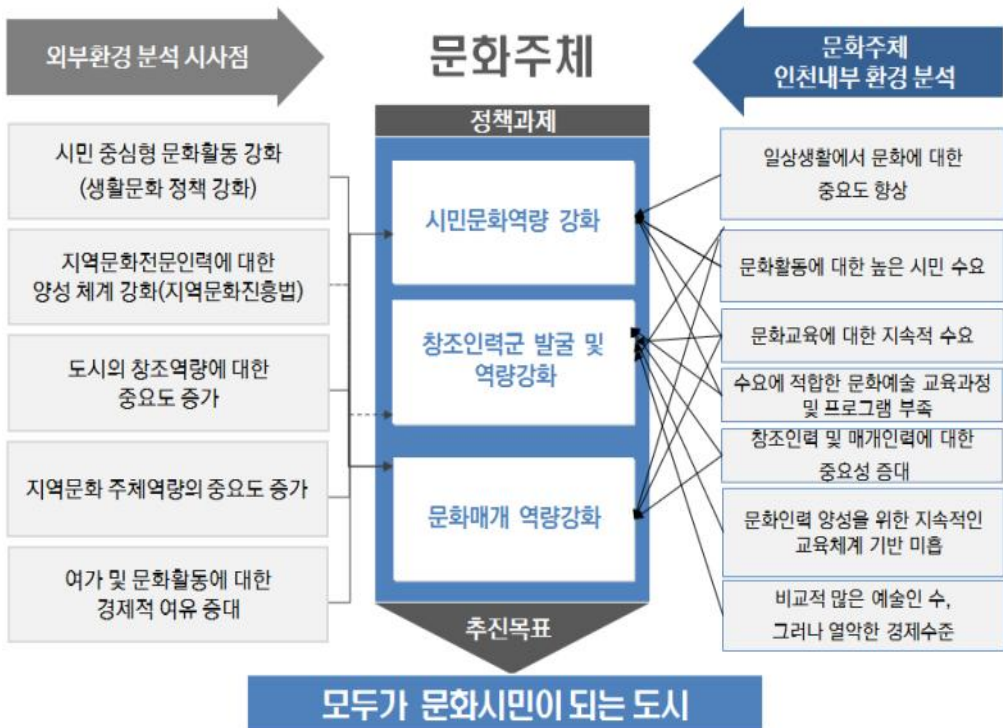 외부환경 분석 시사점
문화주체
문화주체
인천내부 환경 분석
정책과제
시민 중심형 문화활동 강화
(생활문화 정책 강화)
지역문화전문인력에 대한
양성 체계 강화(지역문화진흥법)
도시의 창조역량에 대한
중요도 증가
지역문화 주체역량의 중요도 증가
여가 및 문화활동에 대한
경제적 여유 증대
시민문화역량 강화
창조인력군 발굴 및
역량강화
문화매개 역량강화
일상생활에서 문화에 대한
중요도 향상
문화활동에 대한 높은 시민 수요
문화교육에 대한 지속적 수요
수요에 적합한 문화예술 교육과정
및 프로그램 부족
창조인력 및 매개인력에 대한
중요성 증대
문화인력 양성을 위한 지속적인
교육체계 기반 미흡
비교적 많은 예술인 수,
그러나 열악한 경제수준
추진목표
모두가 문화시민이 되는 도시